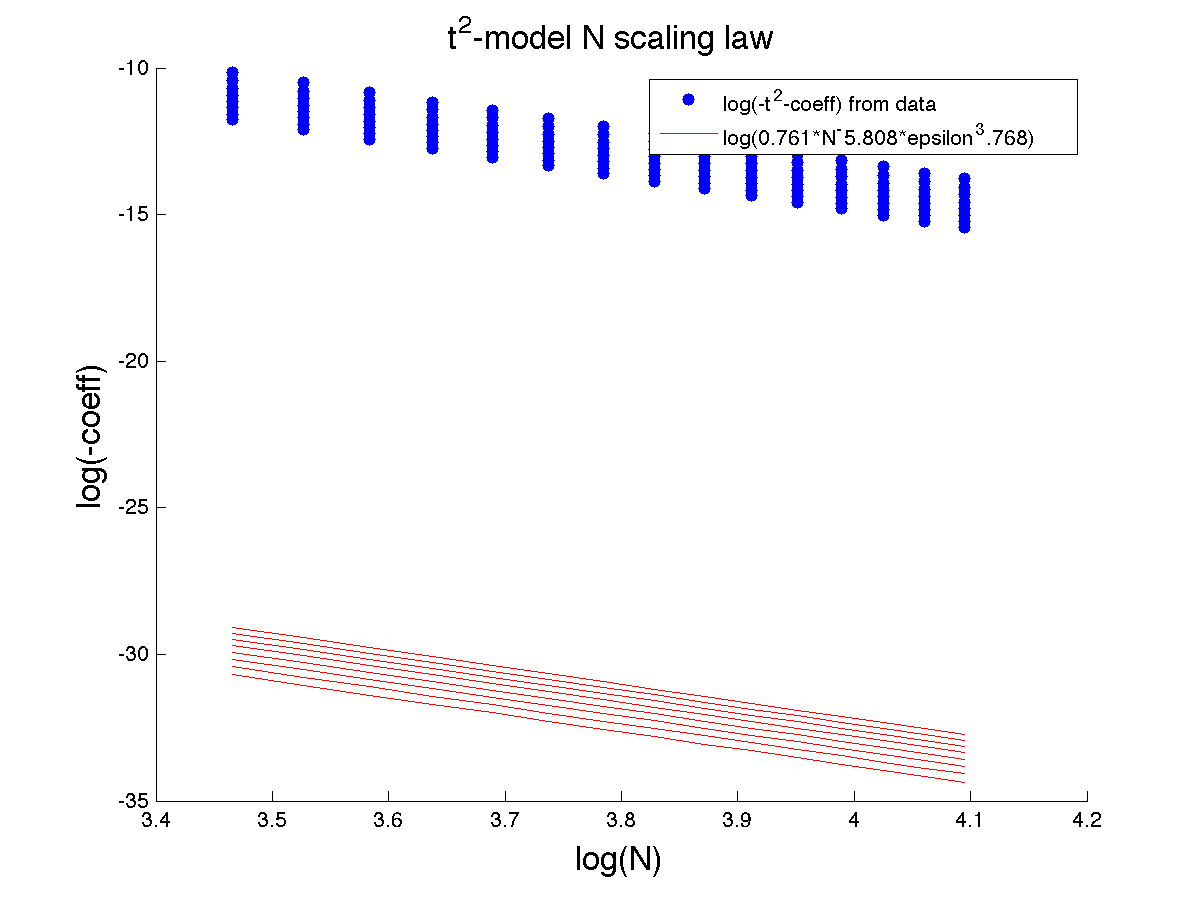 t²-model N scaling law
log(-t²-coeff) from data
log(0.761*N⁻5.808*epsilon³.768)
log(-coeff)
-10
-15
-20
-25
-30
-35
3.4 3.5 3.6 3.7 3.8 3.9 4 4.1 4.2
log(N)